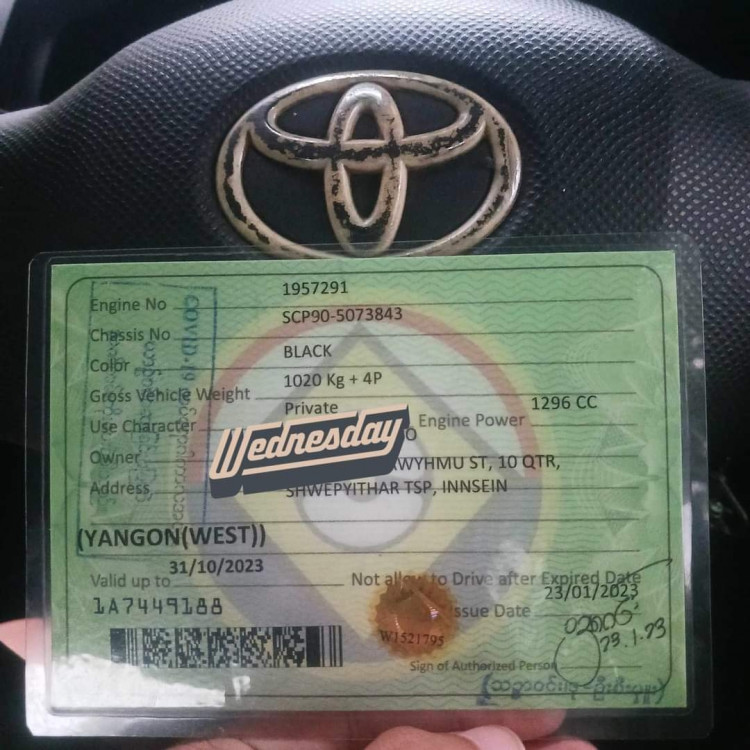 Engine No 1957291
Chassis No SCP90-5073843
Color BLACK
Gross Vehicle Weight 1020 Kg + 4P
Use Character Private Engine Power 1296 CC
Owner
Wednesday
Address WYHMU ST, 10 QTR,
SHWEPYITHAR TSP, INNSEIN
COVID-19
(YANGON(WEST))
Valid up to 31/10/2023 Not allow to Drive after Expired Date
1A7449188 Issue Date 23/01/2023
23.1.23
W1521795
Sign of Authorized Person